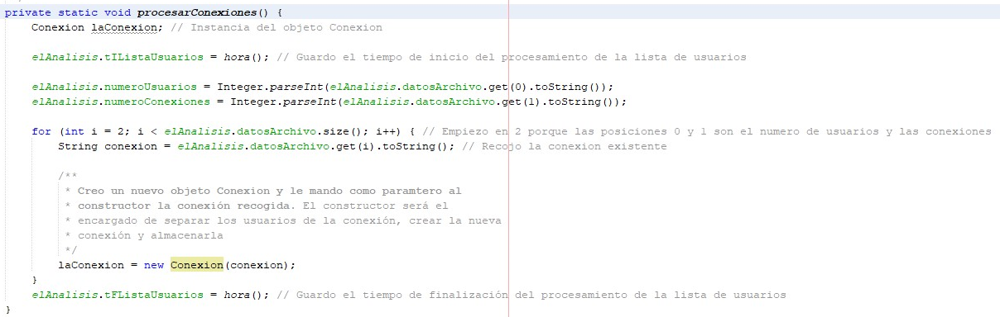 private static void procesarConexiones() {
Conexion laConexion; // Instancia del objeto Conexion
elAnalisis.tIListaUsuarios = hora(); // Guardo el tiempo de inicio del procesamiento de la lista de usuarios
elAnalisis.numeroUsuarios = Integer.parseInt(elAnalisis.datosArchivo.get(0).toString());
elAnalisis.numeroConexiones = Integer.parseInt(elAnalisis.datosArchivo.get(1).toString());
for (int i = 2; i < elAnalisis.datosArchivo.size(); i++) { // Empiezo en 2 porque las posiciones 0 y 1 son el numero de usuarios y las conexiones
String conexion = elAnalisis.datosArchivo.get(i).toString(); // Recojo la conexion existente
/**
* Creo un nuevo objeto Conexion y le mando como paramtero al
* constructor la conexión recogida. El constructor será el
* encargado de separar los usuarios de la conexión, crear la nueva
* conexión y almacenarla
*/
laConexion = new Conexion(conexion);
}
elAnalisis.tFListaUsuarios = hora(); // Guardo el tiempo de finalización del procesamiento de la lista de usuarios
}